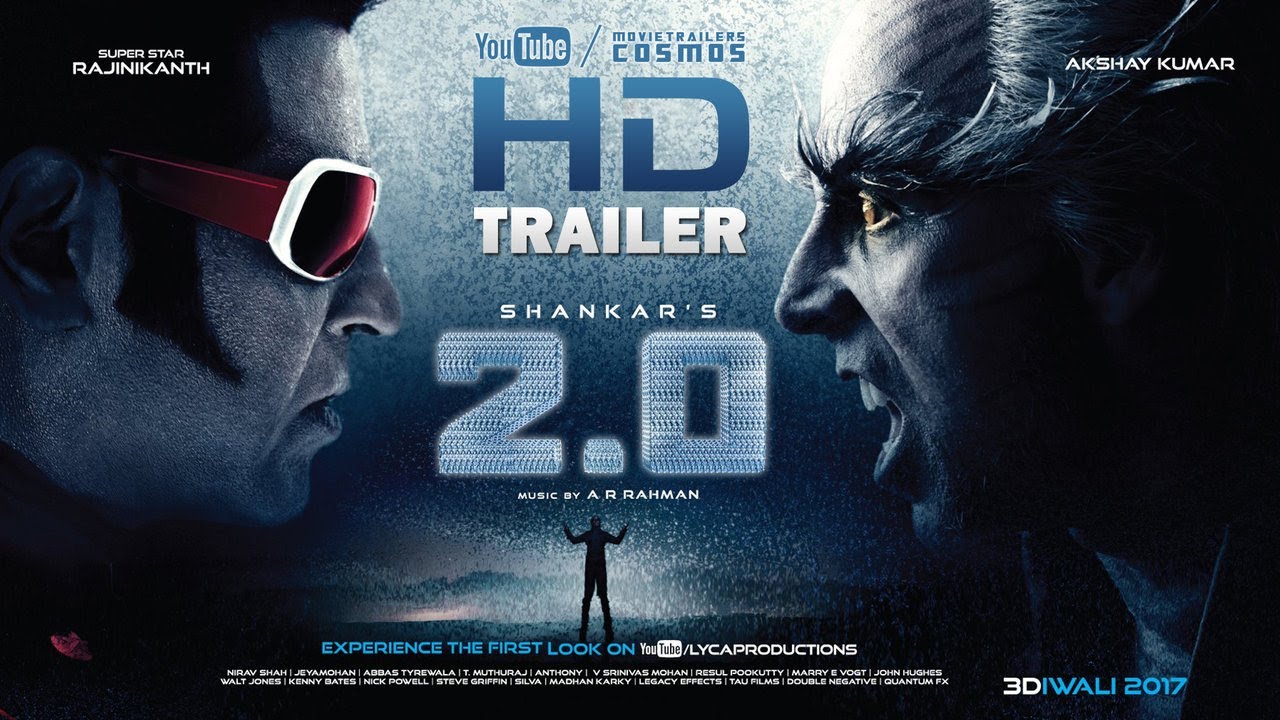 SUPER STAR
RAJINIKANTH
YouTube / MOVIETRAILERS
COSMOS
AKSHAY KUMAR
HD
TRAILER
SHANKAR'S
2.0
MUSIC BY A R RAHMAN
EXPERIENCE THE FIRST LOOK ON YouTube/LYCAPRODUCTIONS
NIRAV SHAH | JEYAMOHAN | ABBAS TYREWALA | T. MUTHURAJ | ANTHONY | V SRINIVAS MOHAN | RESUL POOKUTTY | MARRY E VOGT | JOHN HUGHES
WALT JONES | KENNY BATES | NICK POWELL | STEVE GRIFFIN | SILVA | MADHAN KARKY | LEGACY EFFECTS | TAU FILMS | DOUBLE NEGATIVE | QUANTUM FX
3DIWALI 2017